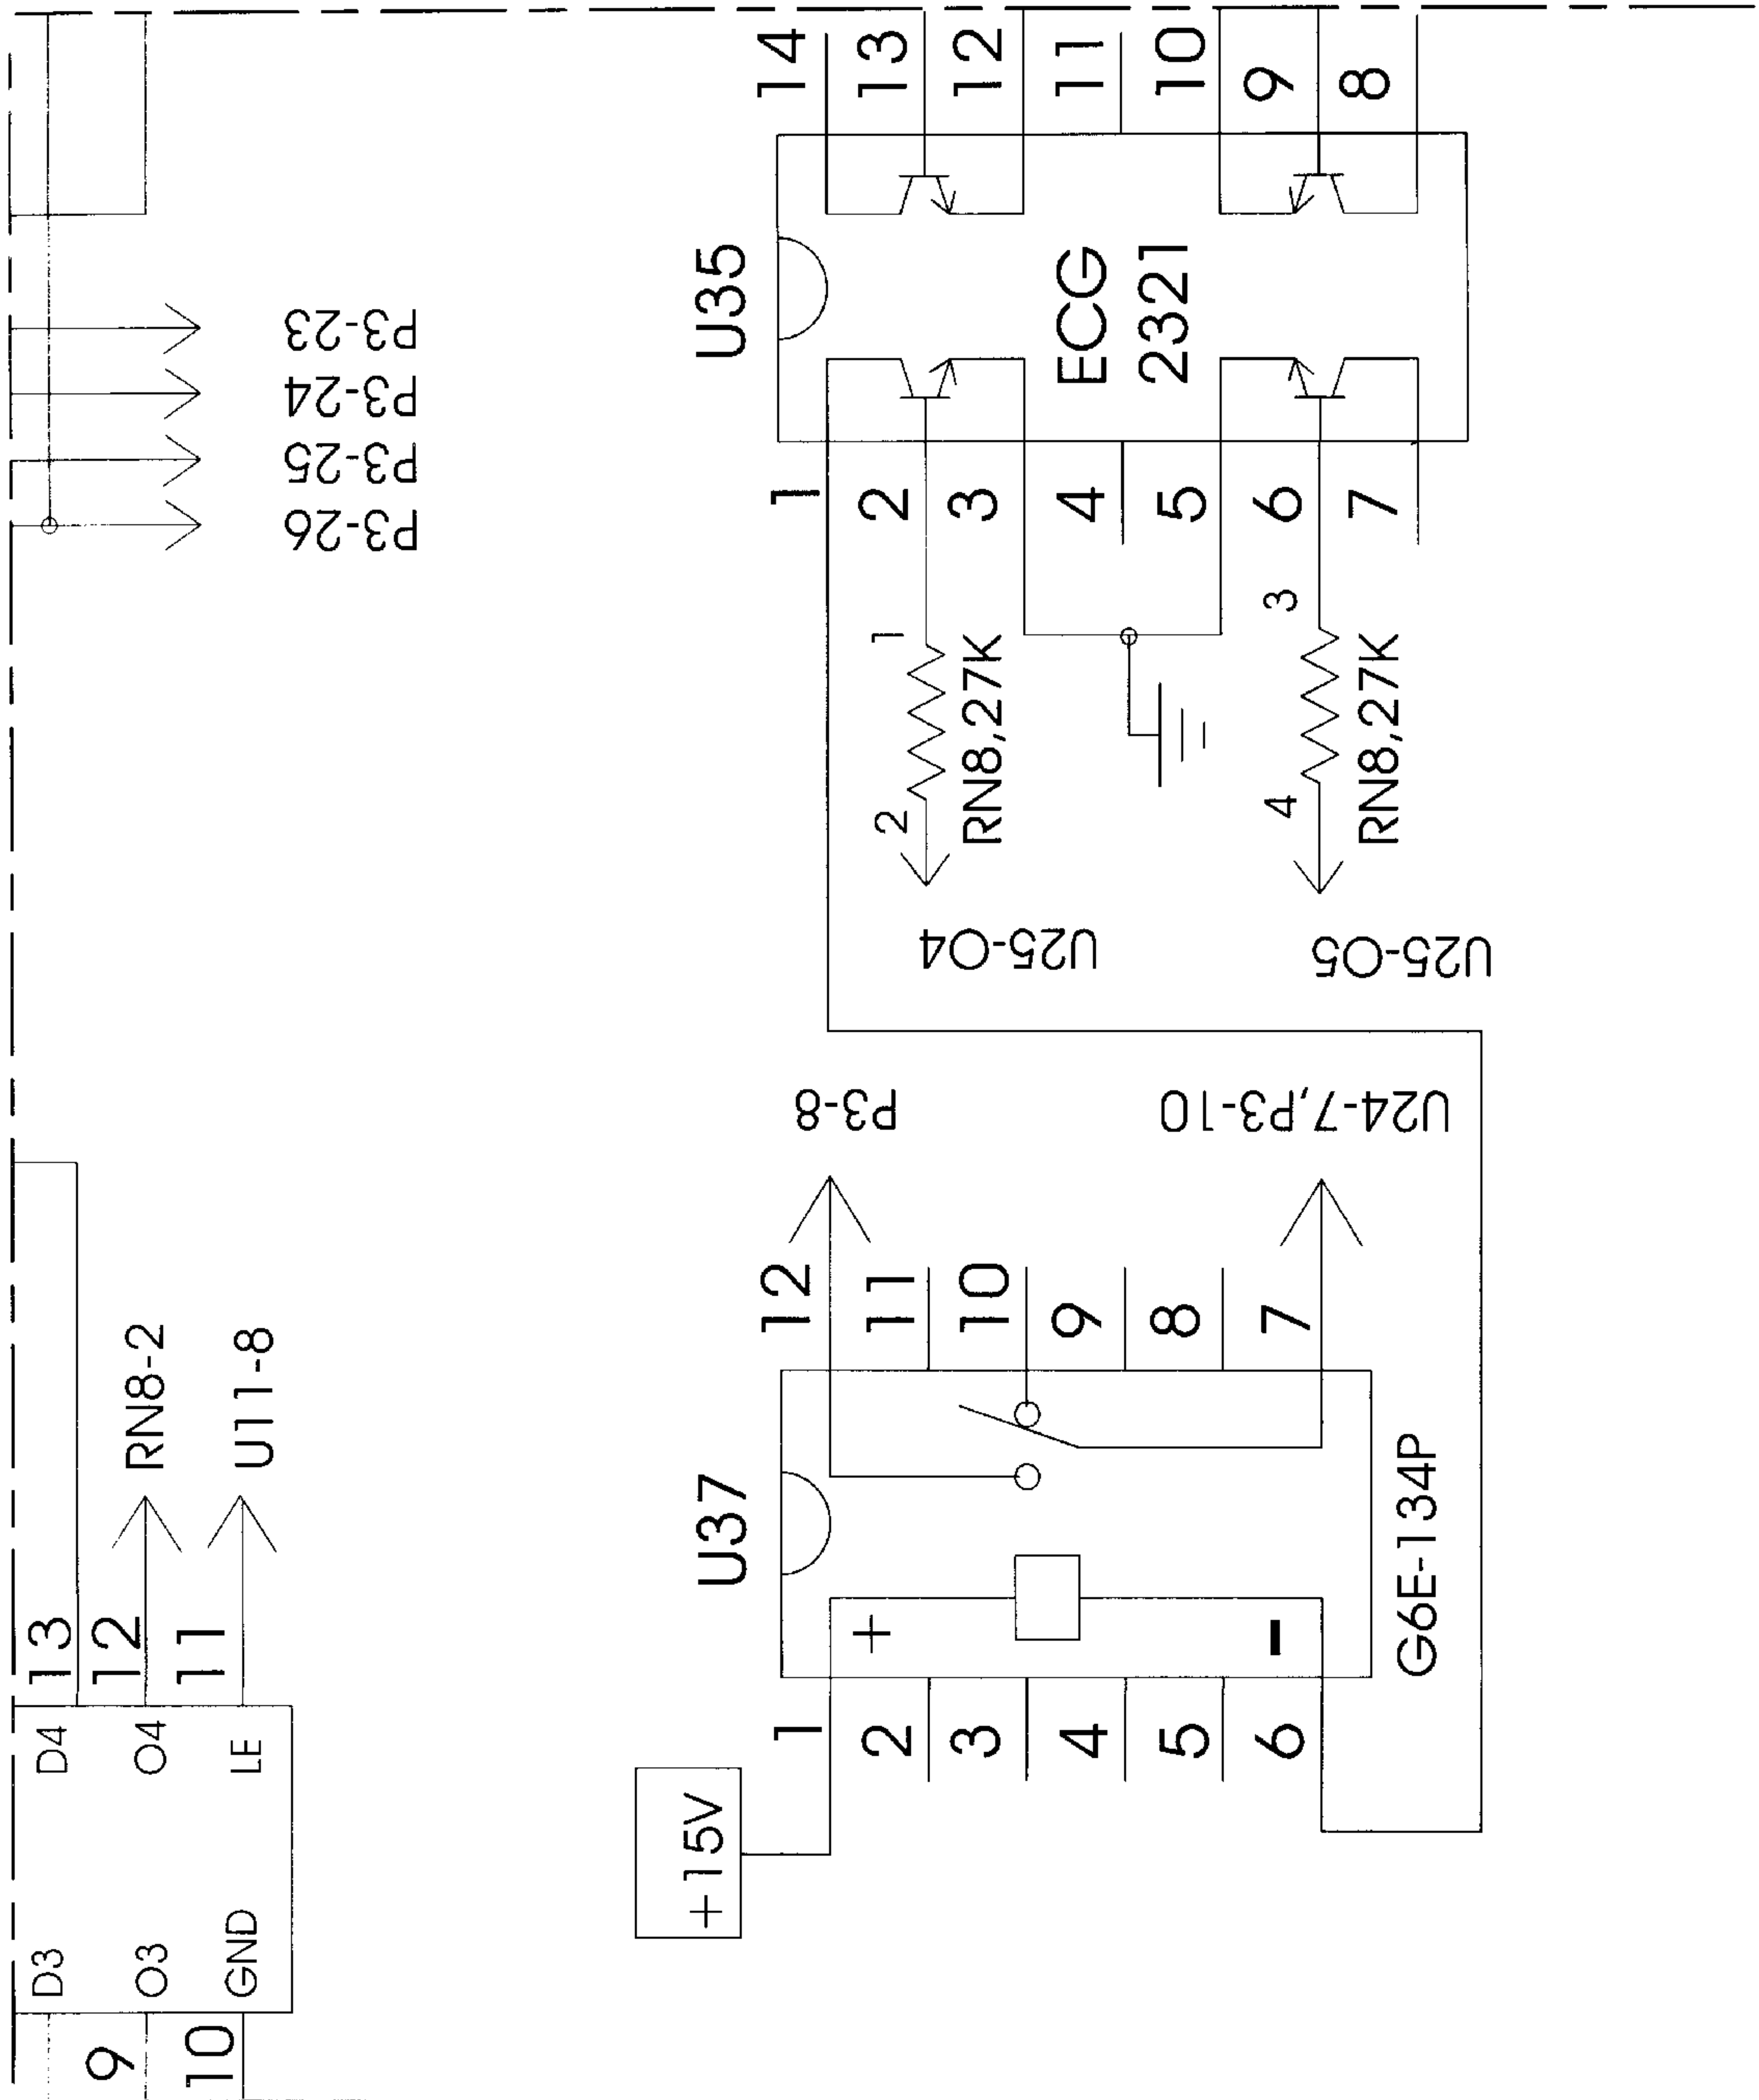 D3
D4
13
9
O3
O4
12
RN8-2
10
GND
LE
11
U11-8
P3-26
P3-25
P3-24
P3-23
+15V
U37
1
2
3
4
5
6
+
-
12
11
10
9
8
7
G6E-134P
P3-8
U24-7,P3-10
U25-O4
U25-O5
2
1
RN8,27K
4
3
RN8,27K
U35
1
2
3
4
5
6
7
ECG
2321
14
13
12
11
10
9
8